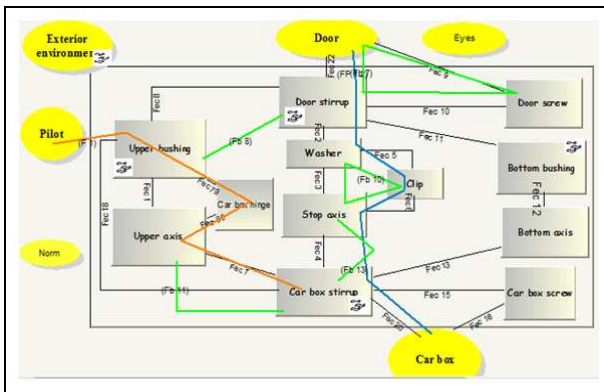 Exterior
environment
Door
Eyes
Pilot
Norm
Fec 22
(FP1)
Fec 9
Fec 8
Door stirrup
Door screw
Fec 10
(F 1)
Upper bushing
(Fb 8)
Fec 2
Fec 11
Washer
Fec 5
Bottom bushing
Fec 3
(Fb 10)
Clip
Fec 1
Fec 79
Car box hinge
Fec 12
Fec 18
Stop axis
Fec 6
Upper axis
Bottom axis
Fec 4
Fec 7
(Fb 13)
Fec 13
(Fb 11)
Car box stirrup
Fec 15
Car box screw
Fec 20
Fec 16
Car box